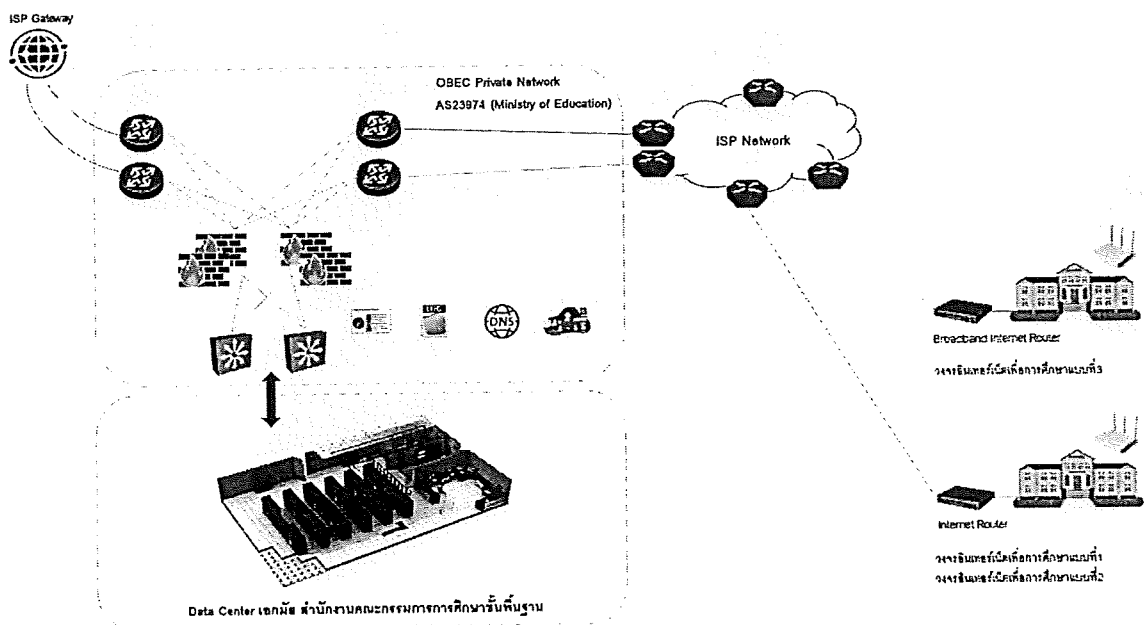 ISP Gateway
OBEC Private Network
AS23974 (Ministry of Education)
ISP Network
DNS
Broadband Internet Router
วงจรอินเทอร์เน็ตเพื่อการศึกษาแบบที่3
Internet Router
วงจรอินเทอร์เน็ตเพื่อการศึกษาแบบที่1
วงจรอินเทอร์เน็ตเพื่อการศึกษาแบบที่2
Data Center เอกมัย สำนักงานคณะกรรมการการศึกษาขั้นพื้นฐาน